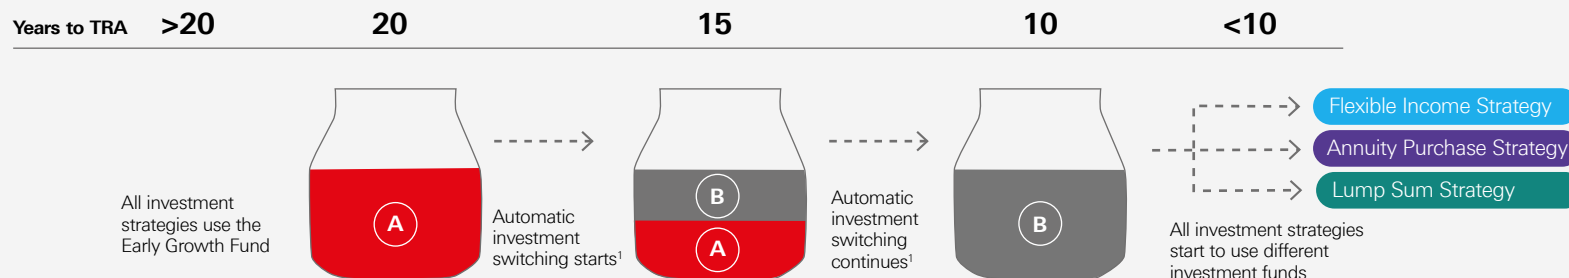 Years to TRA >20 20 15 10 <10
All investment
strategies use the
Early Growth Fund
A
Automatic
investment
switching starts¹
B
A
Automatic
investment
switching
continues¹
B
All investment strategies
start to use different
investment funds
Flexible Income Strategy
Annuity Purchase Strategy
Lump Sum Strategy